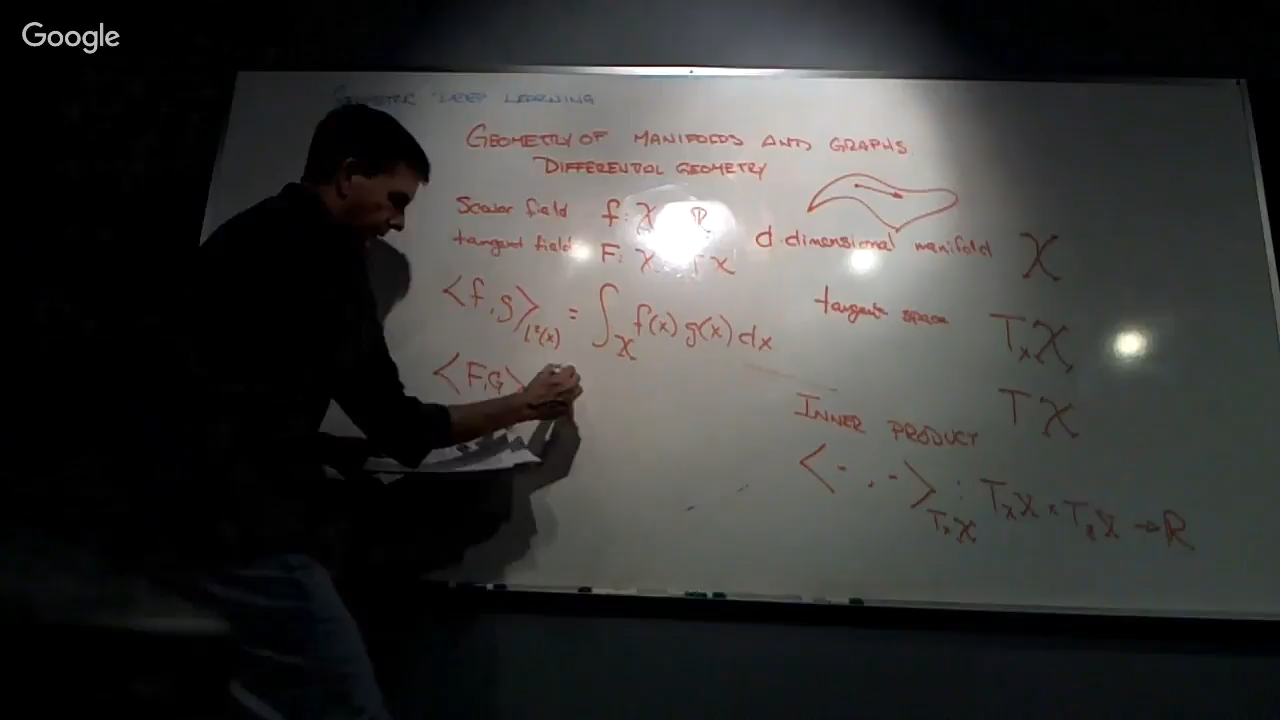 Google
GEOMETRIC DEEP LEARNING
GEOMETRY OF MANIFOLDS AND GRAPHS
DIFFERENTIAL GEOMETRY
Scalar field f: X R
tangent field F: X TX
d-dimensional manifold X
<f,g>L²(X) = ∫X f(x) g(x) dx
tangent space TxX
<F,G>
TX
INNER PRODUCT
<·,·>TxX : TxX × TxX → R